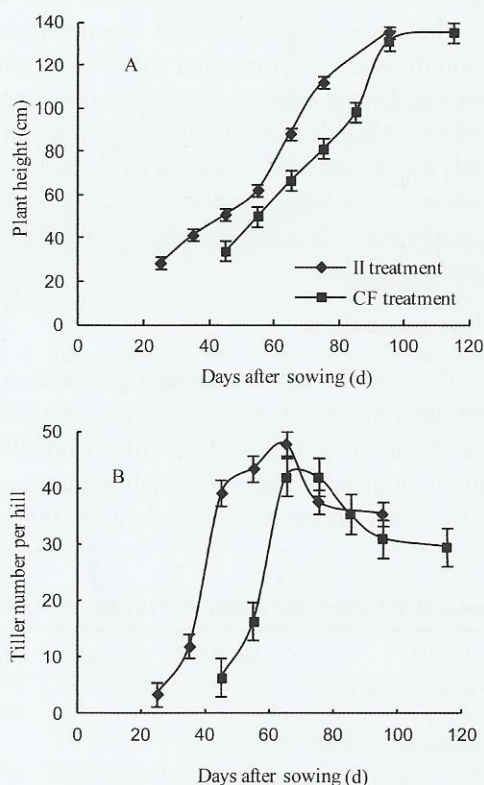 140
A
120
100
80
60
40
20
0
Plant height (cm)
II treatment
CF treatment
0 20 40 60 80 100 120
Days after sowing (d)
50
B
40
30
20
10
0
Tiller number per hill
0 20 40 60 80 100 120
Days after sowing (d)